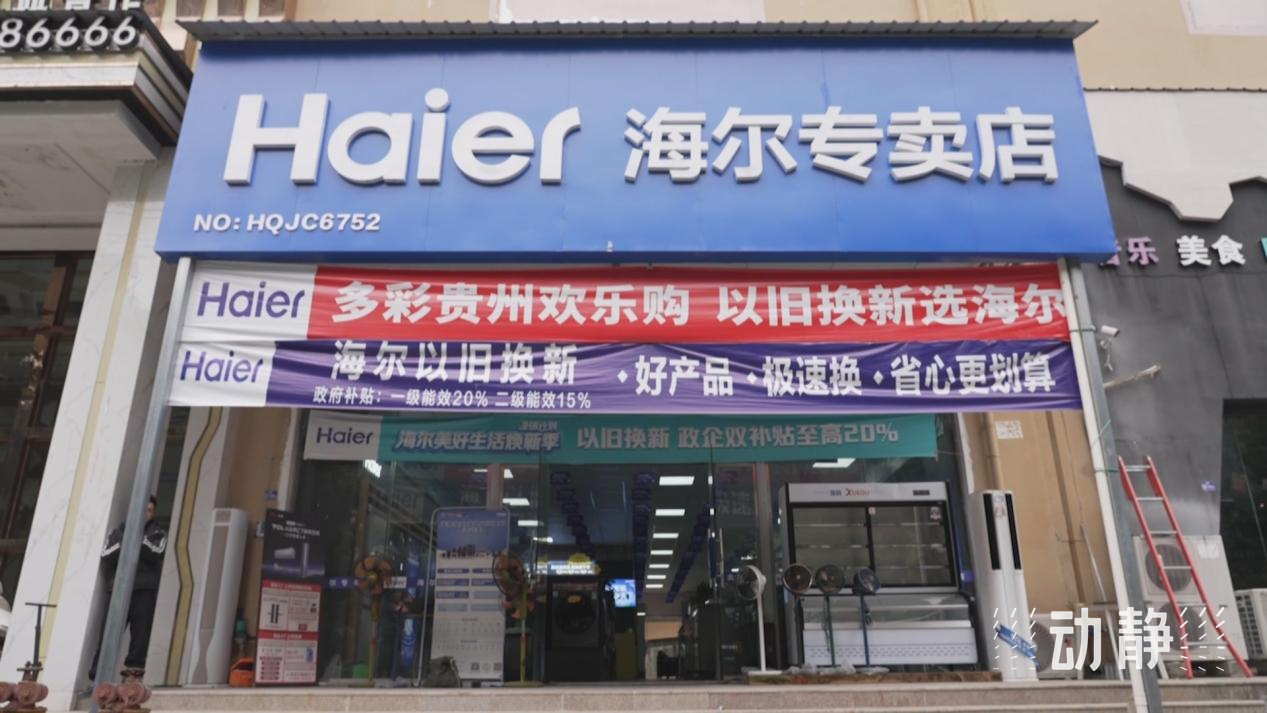 86666
Haier 海尔专卖店
NO: HQJC6752
乐 美食
Haier 多彩贵州欢乐购 以旧换新选海尔
Haier 海尔以旧换新 ·好产品·极速换·省心更划算
政府补贴：一级能效20% 二级能效15%
Haier 海尔美好生活焕新季 以旧换新 政企双补贴至高20%
XUEDU
TCL
动静